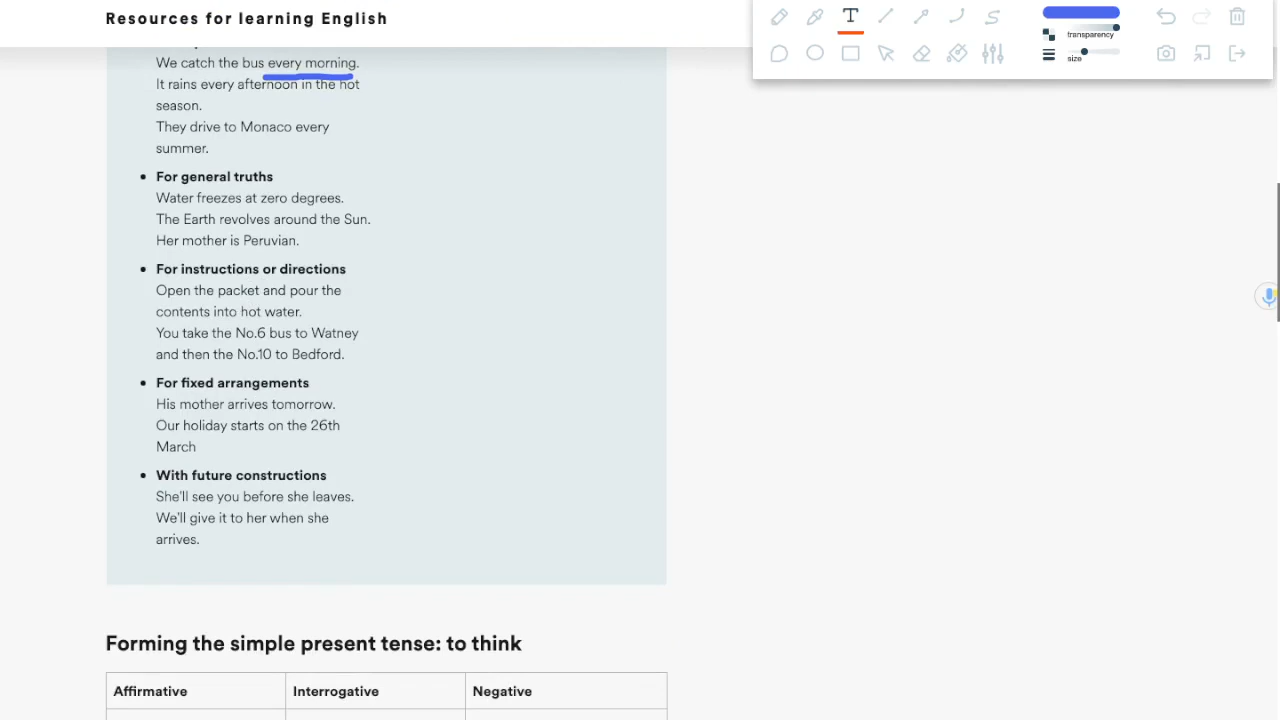 Resources for learning English
transparency
size
We catch the bus every morning.
It rains every afternoon in the hot
season.
They drive to Monaco every
summer.
• For general truths
Water freezes at zero degrees.
The Earth revolves around the Sun.
Her mother is Peruvian.
• For instructions or directions
Open the packet and pour the
contents into hot water.
You take the No.6 bus to Watney
and then the No.10 to Bedford.
• For fixed arrangements
His mother arrives tomorrow.
Our holiday starts on the 26th
March
• With future constructions
She'll see you before she leaves.
We'll give it to her when she
arrives.
Forming the simple present tense: to think
Affirmative Interrogative Negative